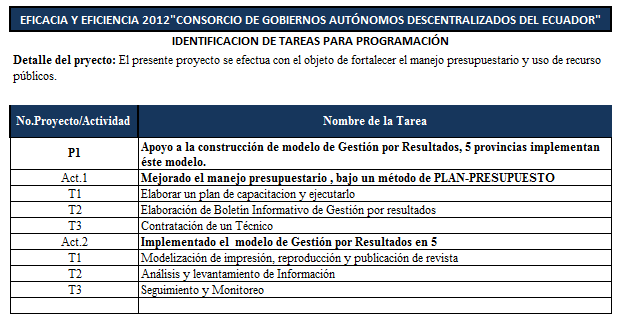 EFICACIA Y EFICIENCIA 2012"CONSORCIO DE GOBIERNOS AUTÓNOMOS DESCENTRALIZADOS DEL ECUADOR"
IDENTIFICACION DE TAREAS PARA PROGRAMACIÓN
Detalle del pryecto: El presente proyecto se efectua con el objeto de fortalecer el manejo presupuestario y uso de recurso
públicos.
No.Proyecto/Actividad Nombre de la Tarea
P1 Apoyo a la construcción de modelo de Gestión por Resultados, 5 provincias implementan
éste modelo.
Act.1 Mejorado el manejo presupuestario , bajo un método de PLAN-PRESUPUESTO
T1 Elaborar un plan de capacitacion y ejecutarlo
T2 Elaboración de Boletín Informativo de Gestión por resultados
T3 Contratación de un Técnico
Act.2 Implementado el modelo de Gestión por Resultados en 5
T1 Modelización de impresión, reproducción y publicación de revista
T2 Análisis y levantamiento de Información
T3 Seguimiento y Monitoreo